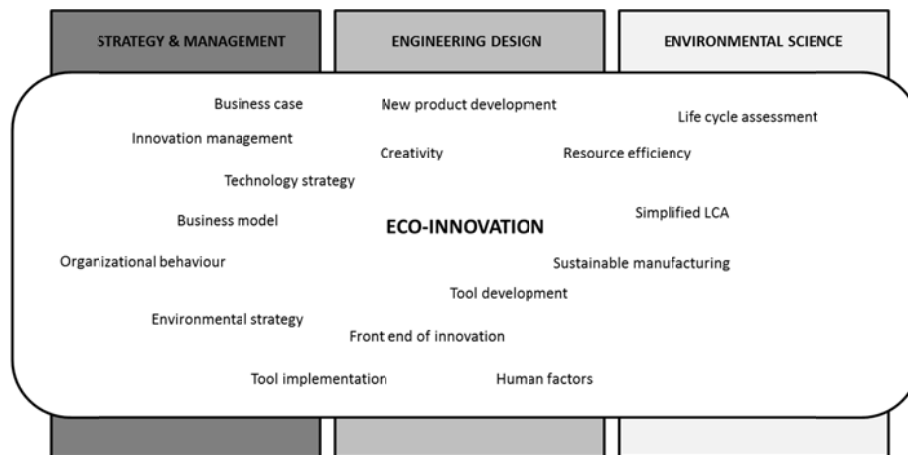 STRATEGY & MANAGEMENT
ENGINEERING DESIGN
ENVIRONMENTAL SCIENCE
Business case
New product development
Life cycle assessment
Innovation management
Creativity
Resource efficiency
Technology strategy
Business model
ECO-INNOVATION
Simplified LCA
Organizational behaviour
Sustainable manufacturing
Tool development
Environmental strategy
Front end of innovation
Tool implementation
Human factors